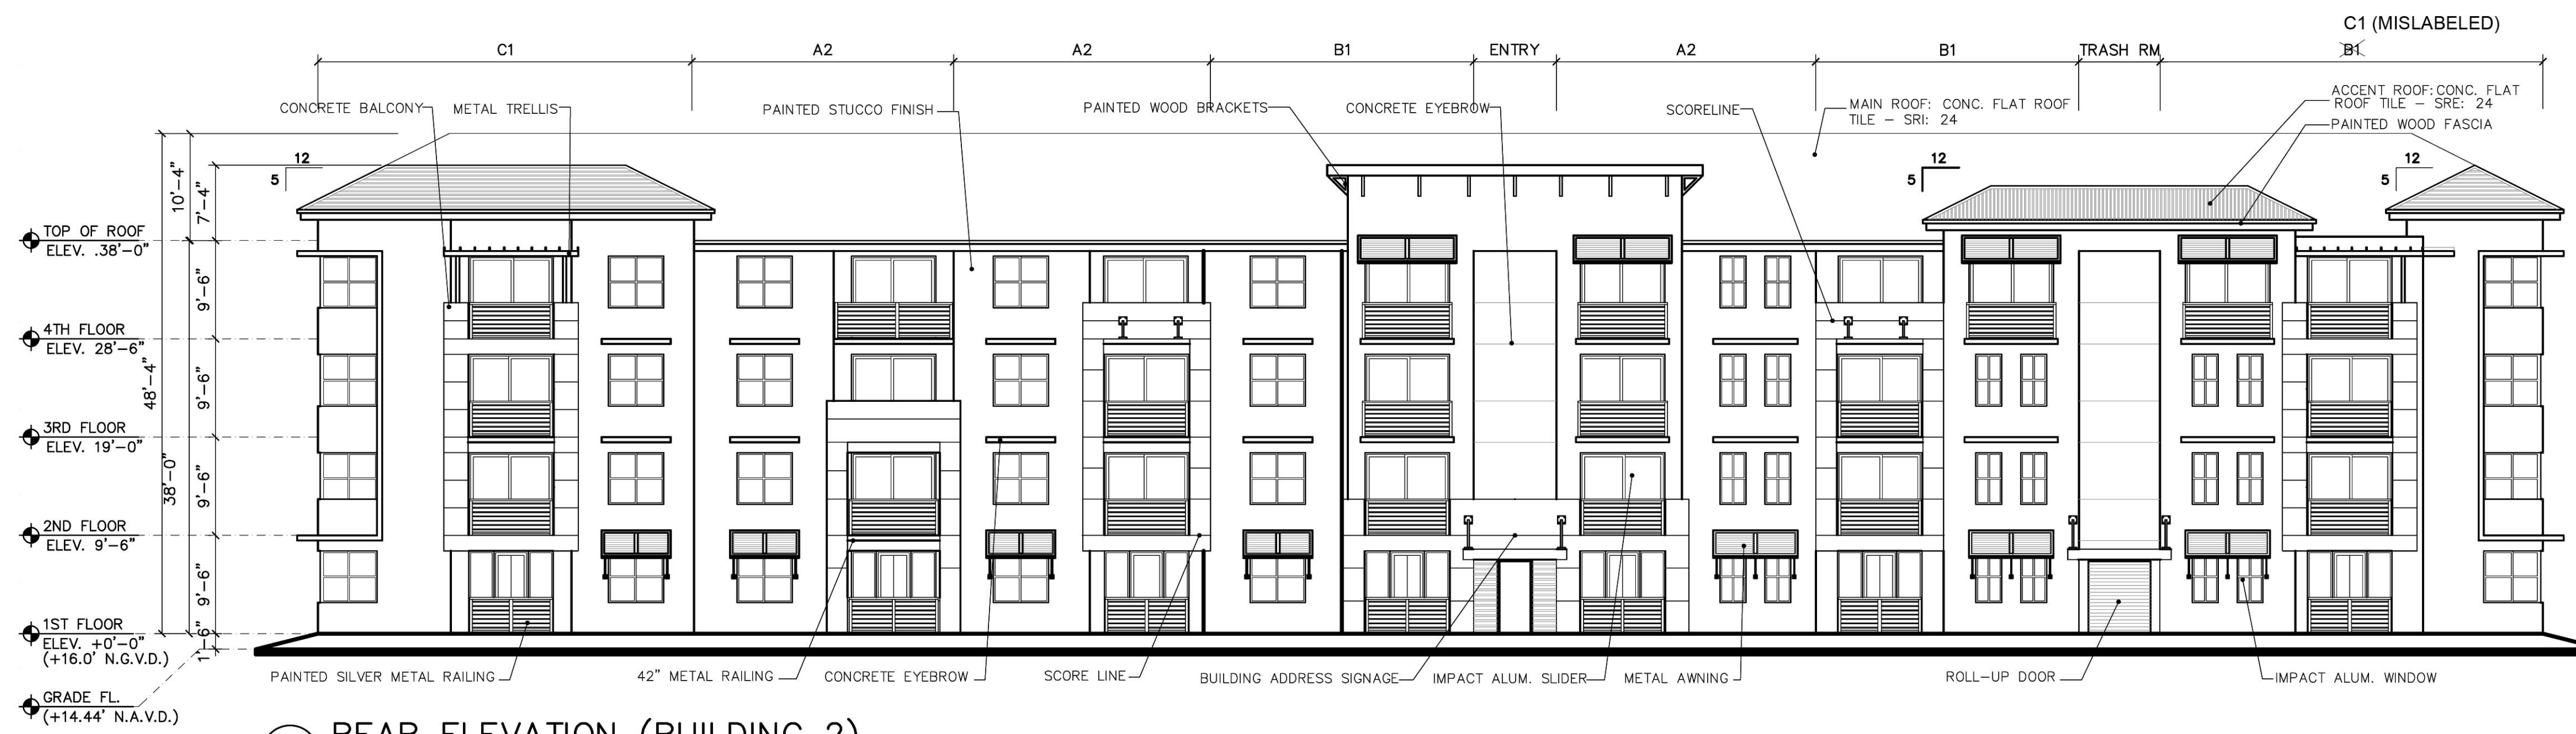 C1 (MISLABELED)
C1 A2 A2 B1 ENTRY A2 B1 TRASH RM B1
CONCRETE BALCONY
METAL TRELLIS
PAINTED STUCCO FINISH
PAINTED WOOD BRACKETS
CONCRETE EYEBROW
SCORELINE
MAIN ROOF: CONC. FLAT ROOF
TILE – SRI: 24
ACCENT ROOF: CONC. FLAT
ROOF TILE – SRE: 24
PAINTED WOOD FASCIA
12
5
12
5
12
5
10'–4"
7'–4"
TOP OF ROOF
ELEV. .38'–0"
9'–6"
4TH FLOOR
ELEV. 28'–6"
48'–4"
9'–6"
3RD FLOOR
ELEV. 19'–0"
38'–0"
9'–6"
2ND FLOOR
ELEV. 9'–6"
9'–6"
1ST FLOOR
ELEV. +0'–0"
(+16.0' N.G.V.D.)
1'–6"
GRADE FL.
(+14.44' N.A.V.D.)
PAINTED SILVER METAL RAILING
42" METAL RAILING
CONCRETE EYEBROW
SCORE LINE
BUILDING ADDRESS SIGNAGE
IMPACT ALUM. SLIDER
METAL AWNING
ROLL–UP DOOR
IMPACT ALUM. WINDOW
REAR ELEVATION (BUILDING 2)